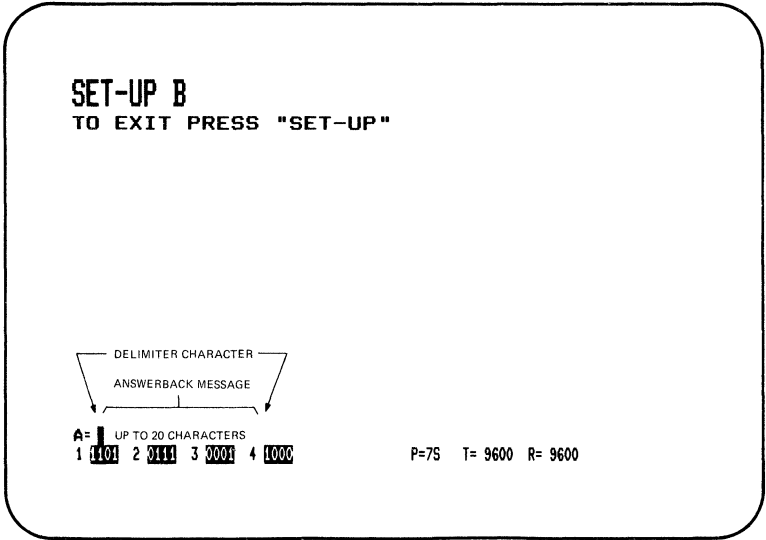 SET-UP B
TO EXIT PRESS "SET-UP"
DELIMITER CHARACTER
ANSWERBACK MESSAGE
A= UP TO 20 CHARACTERS
1 1101 2 0111 3 0001 4 1000 P=7S T= 9600 R= 9600